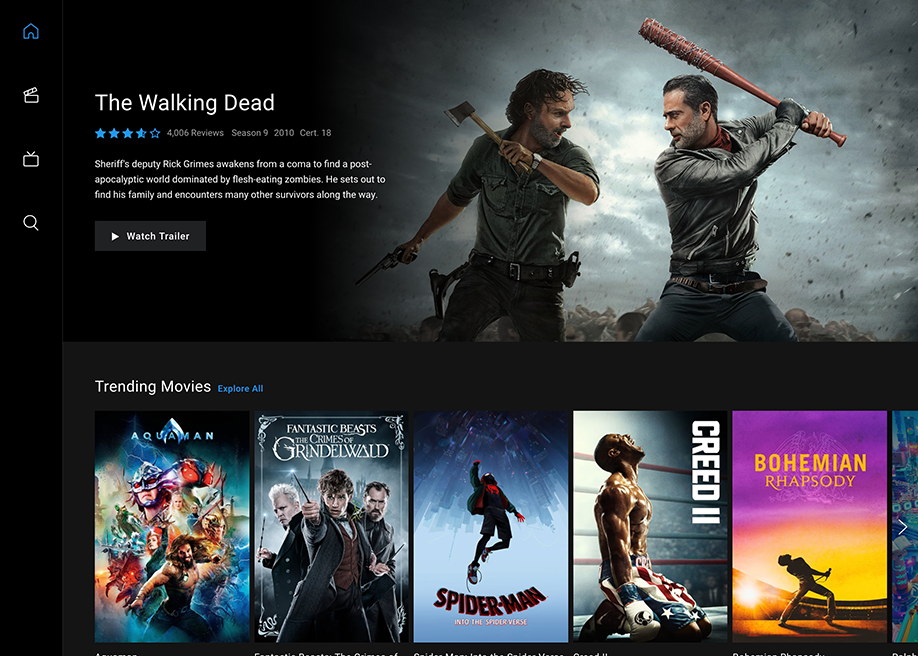 The Walking Dead
4,006 Reviews Season 9 2010 Cert. 18
Sheriff's deputy Rick Grimes awakens from a coma to find a post-
apocalyptic world dominated by flesh-eating zombies. He sets out to
find his family and encounters many other survivors along the way.
Watch Trailer
Trending Movies Explore All
AQUAMAN
FANTASTIC BEASTS
THE CRIMES OF
GRINDELWALD
SPIDER-MAN
INTO THE SPIDER-VERSE
CREED II
BOHEMIAN
RHAPSODY
Aquaman
Fantastic Beasts: The Crimes of
Spider-Man: Into the Spider-Verse
Creed II
Bohemian Rhapsody